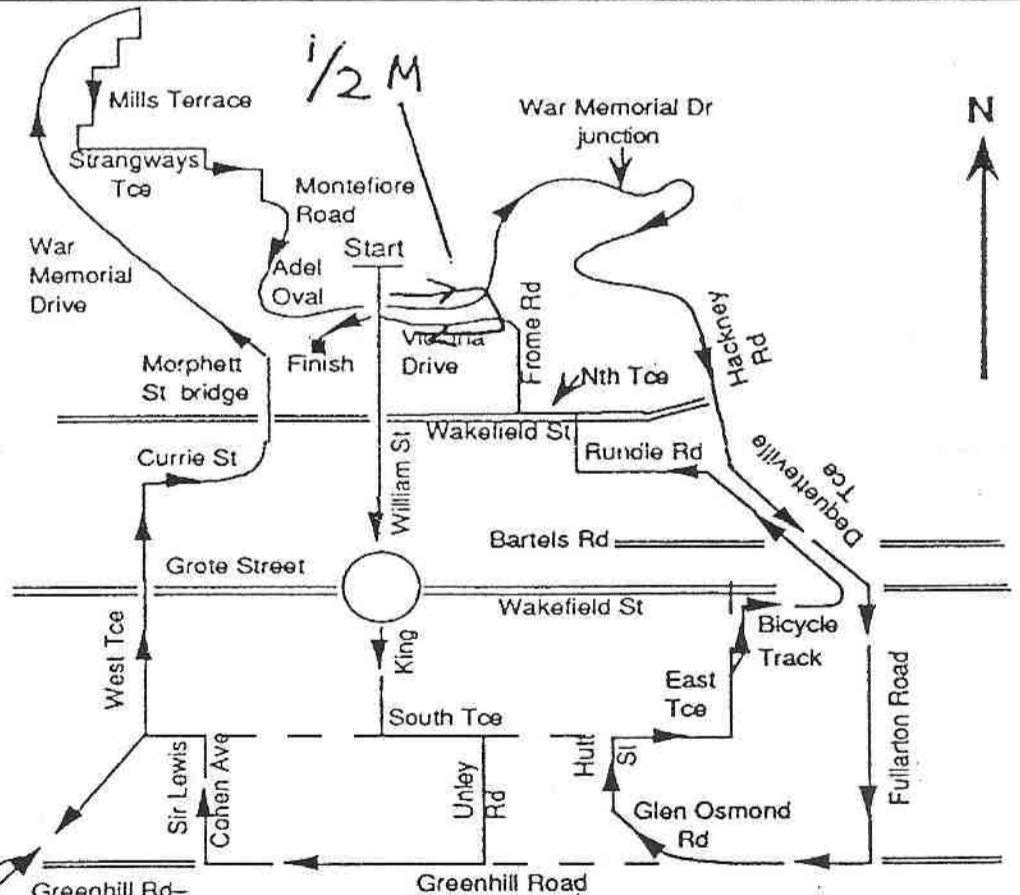 1/2 M
War Memorial Dr
junction
N
Mills Terrace
Strangways
Tce
Montefiore
Road
Start
War
Memorial
Drive
Adel
Oval
Finish
Victoria
Drive
Frome Rd
Hackney
Rd
Morphett
St bridge
Nth Tce
Wakefield St
Currie St
Rundle Rd
William St
Dequetteville
Tce
Bartels Rd
Grote Street
Wakefield St
Bicycle
Track
King
West Tce
East
Tce
South Tce
Fullarton Road
Sir Lewis
Cohen Ave
Unley
Rd
Hutt
St
Glen Osmond
Rd
Greenhill Rd–
Greenhill Road